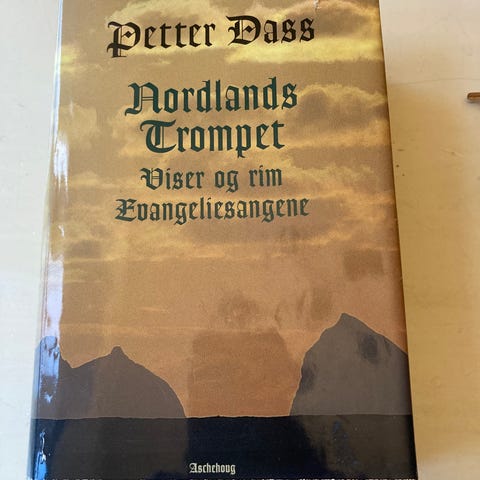 Petter Dass
Nordlands
Trompet
Viser og rim
Evangeliesangene
Aschehoug